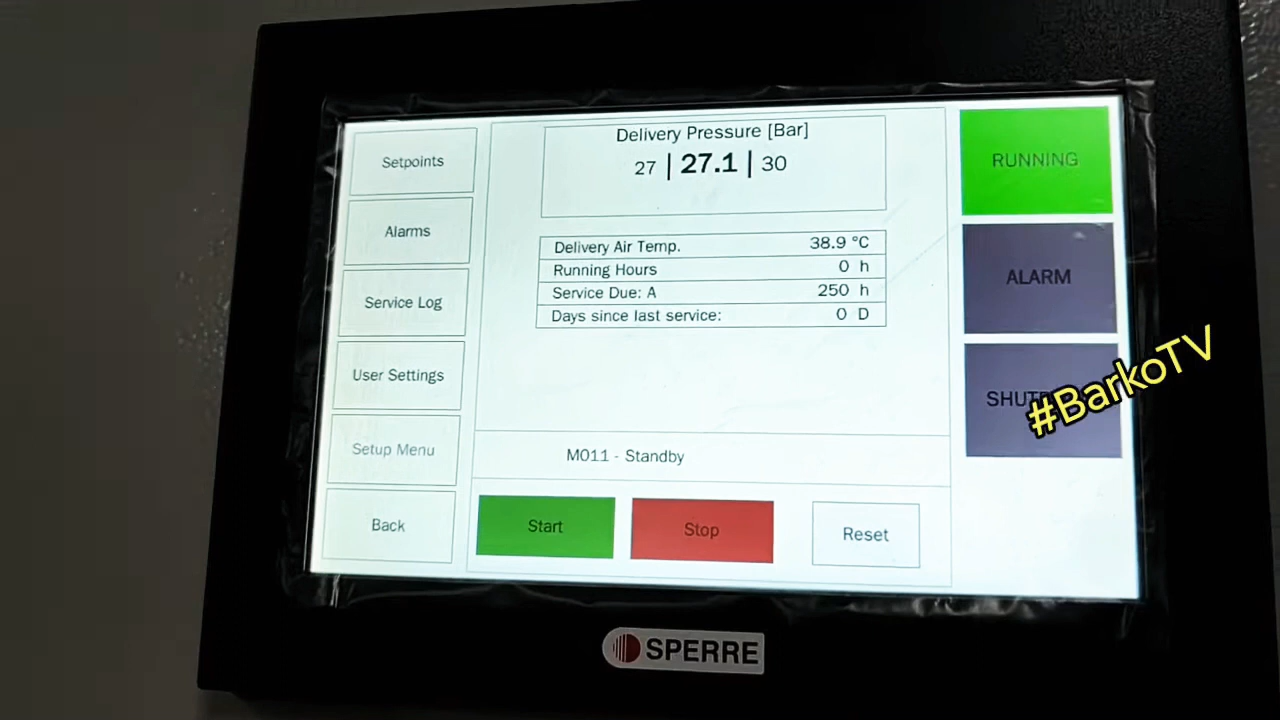 Setpoints
Alarms
Service Log
User Settings
Setup Menu
Back
Delivery Pressure [Bar]
27 | 27.1 | 30
Delivery Air Temp. 38.9 °C
Running Hours 0 h
Service Due: A 250 h
Days since last service: 0 D
M011 - Standby
Start
Stop
Reset
RUNNING
ALARM
#BarkoTV
SPERRE